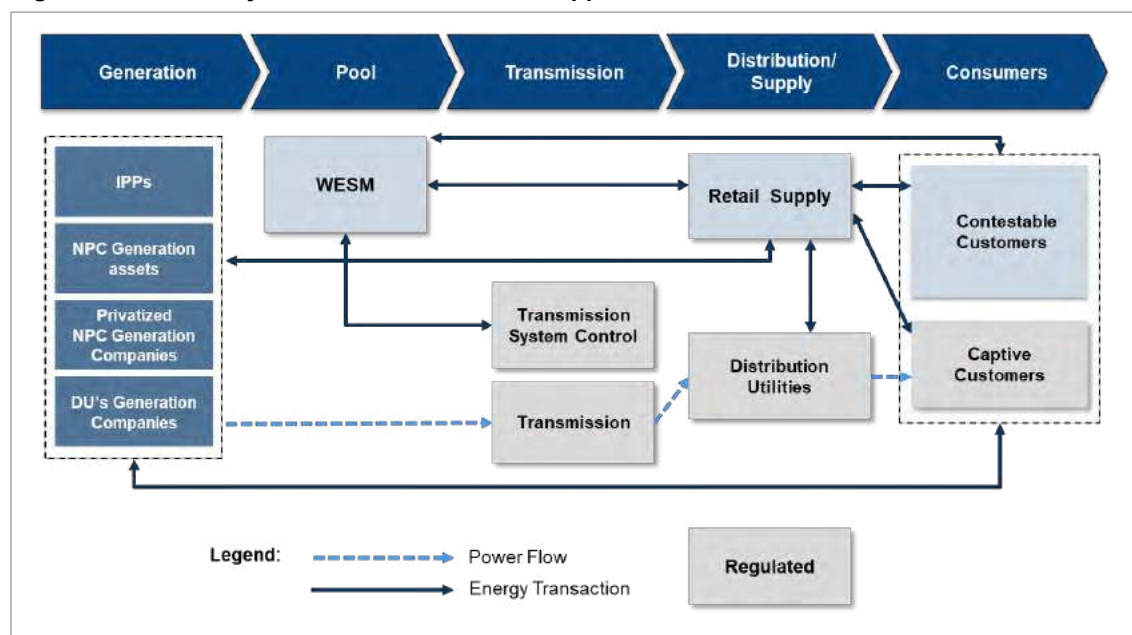 Generation
Pool
Transmission
Distribution/
Supply
Consumers
IPPs
NPC Generation
assets
Privatized
NPC Generation
Companies
DU's Generation
Companies
WESM
Transmission
System Control
Transmission
Retail Supply
Distribution
Utilities
Contestable
Customers
Captive
Customers
Legend:
Power Flow
Energy Transaction
Regulated